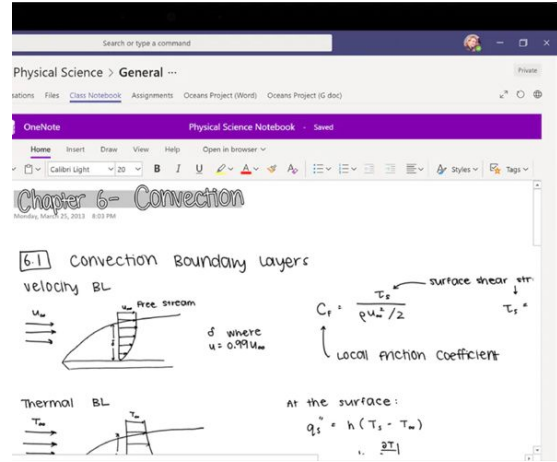 Search or type a command
Physical Science > General ···
Private
Files Class Notebook Assignments Oceans Project (Word) Oceans Project (G doc)
OneNote
Physical Science Notebook - Saved
Home Insert Draw View Help Open in browser
Calibri Light 20 B I U A Styles Tags
Chapter 6- Convection
Monday, March 25, 2013 8:03 PM
6.1 Convection Boundary Layers
velocity BL
u∞
u∞ Free stream
δ where
u = 0.99 u∞
Cf = τs / ρu∞²/2
surface shear str
τs =
Local friction Coefficient
Thermal BL
T∞
T∞
At the surface:
qs" = h (Ts - T∞)
∂T